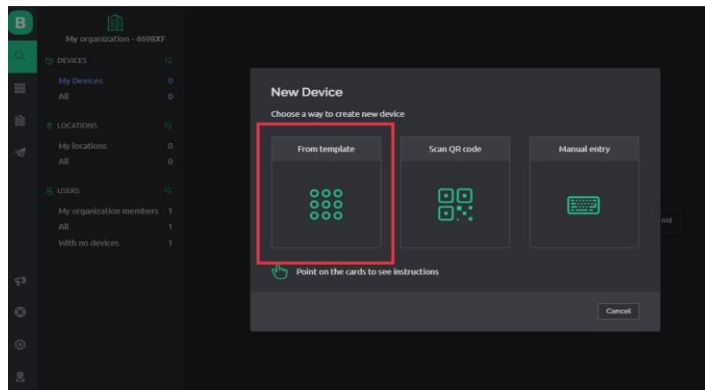 B
My organization - 4698XF
DEVICES
My Devices 0
All 0
LOCATIONS
My locations 0
All 0
USERS
My organization members 1
All 1
With no devices 1
New Device
Choose a way to create new device
From template
Scan QR code
Manual entry
Point on the cards to see instructions
Cancel